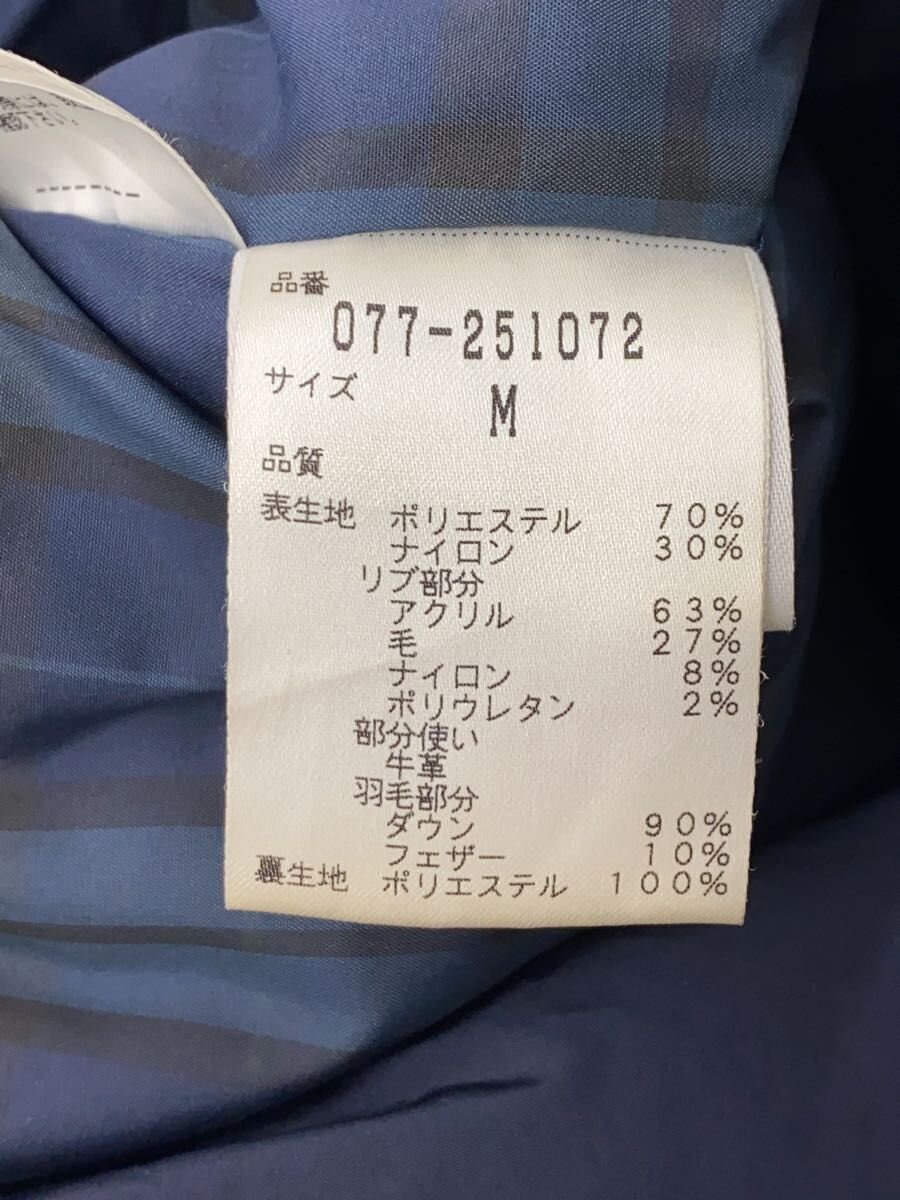 品番
077-251072
サイズ M
品質
表生地 ポリエステル 70%
ナイロン 30%
リブ部分
アクリル 63%
毛 27%
ナイロン 8%
ポリウレタン 2%
部分使い
牛革
羽毛部分
ダウン 90%
フェザー 10%
裏生地 ポリエステル 100%